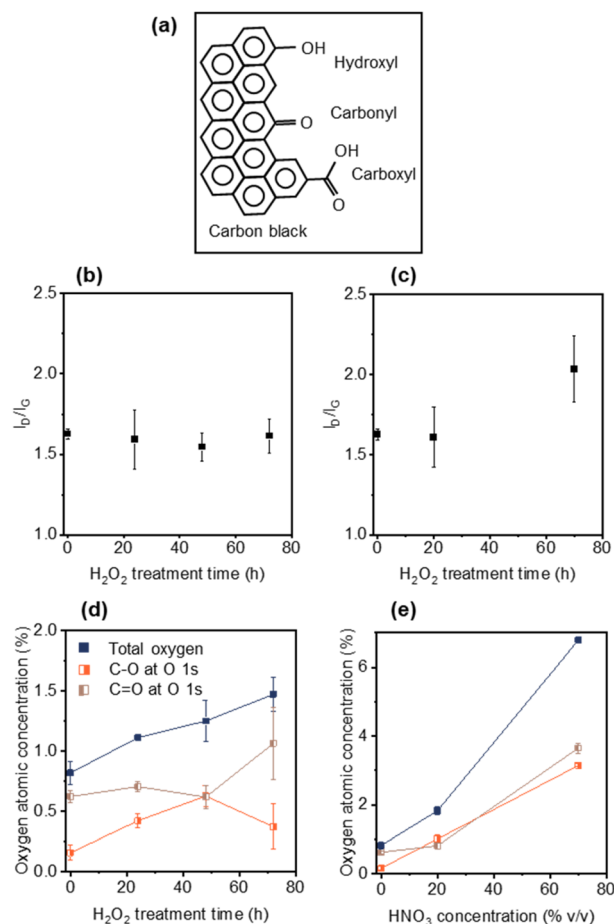 (a)
OH
Hydroxyl
O
Carbonyl
OH
Carboxyl
O
Carbon black
(b)
2.5
2.0
1.5
1.0
I_D/I_G
0 20 40 60 80
H₂O₂ treatment time (h)
(c)
2.5
2.0
1.5
1.0
I_D/I_G
0 20 40 60 80
H₂O₂ treatment time (h)
(d)
2.0
1.5
1.0
0.5
0.0
Oxygen atomic concentration (%)
Total oxygen
C-O at O 1s
C=O at O 1s
0 20 40 60 80
H₂O₂ treatment time (h)
(e)
6
4
2
0
Oxygen atomic concentration (%)
0 20 40 60 80
HNO₃ concentration (% v/v)